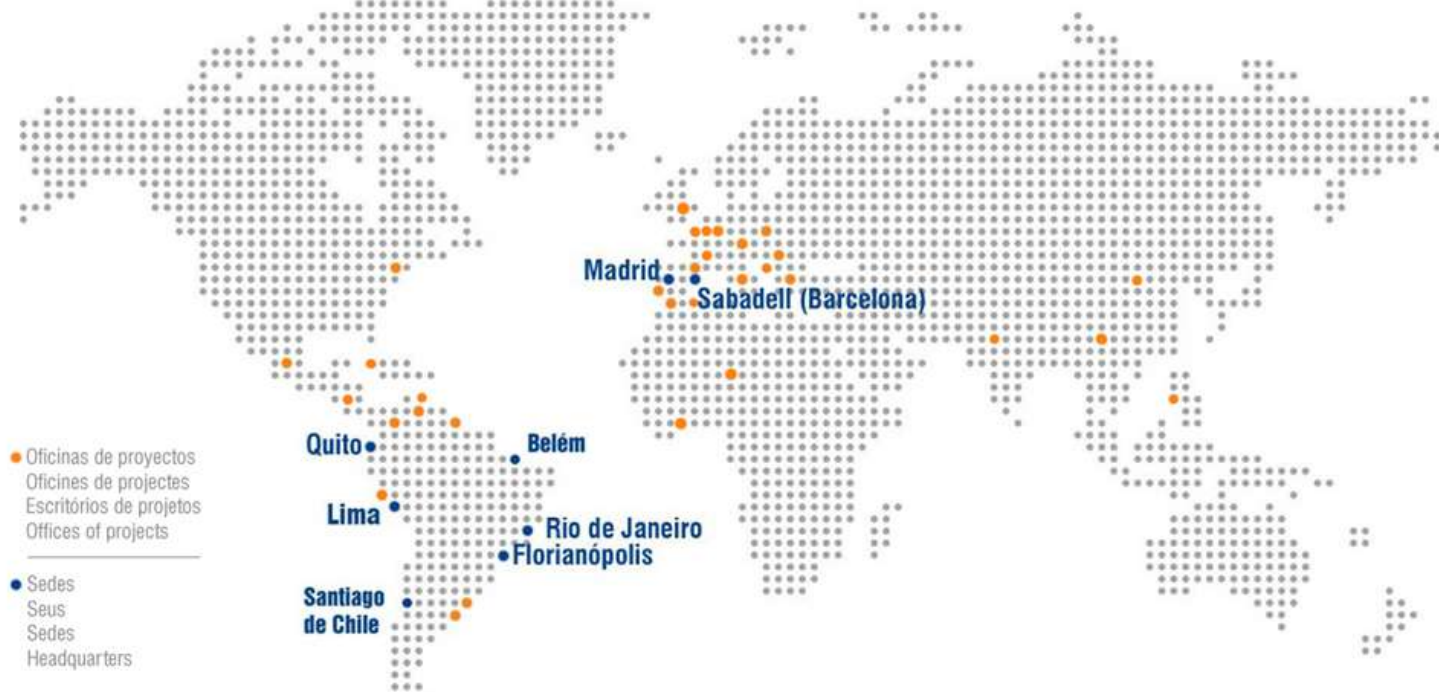 Madrid
Sabadell (Barcelona)
Quito
Belém
Lima
Rio de Janeiro
Florianópolis
Santiago
de Chile
Oficinas de proyectos
Oficines de projectes
Escritórios de projetos
Offices of projects
Sedes
Seus
Sedes
Headquarters